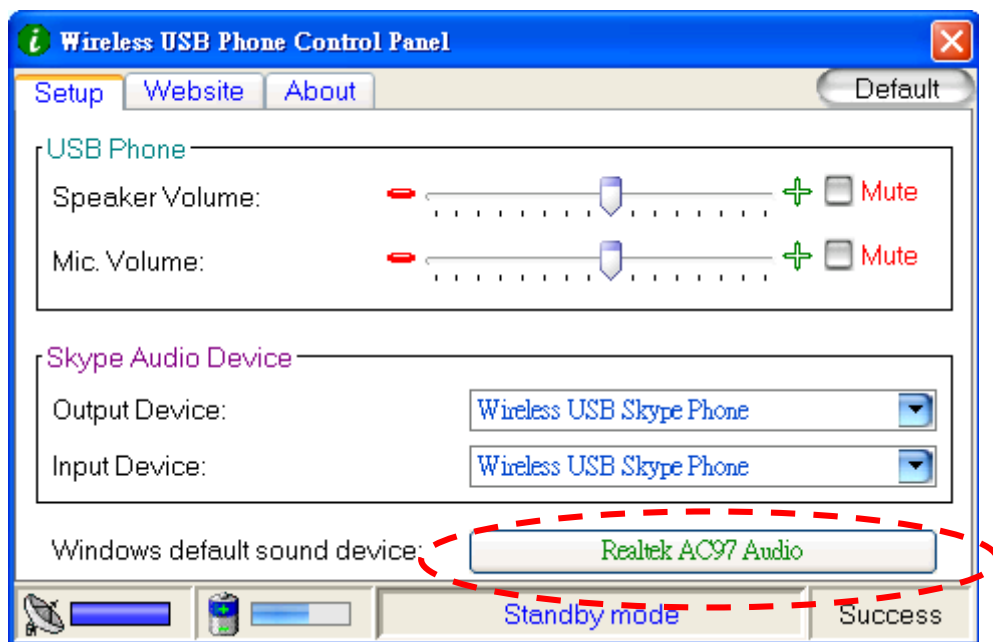 Wireless USB Phone Control Panel
Setup Website About Default
USB Phone
Speaker Volume: Mute
Mic. Volume: Mute
Skype Audio Device
Output Device: Wireless USB Skype Phone
Input Device: Wireless USB Skype Phone
Windows default sound device: Realtek AC97 Audio
Standby mode Success